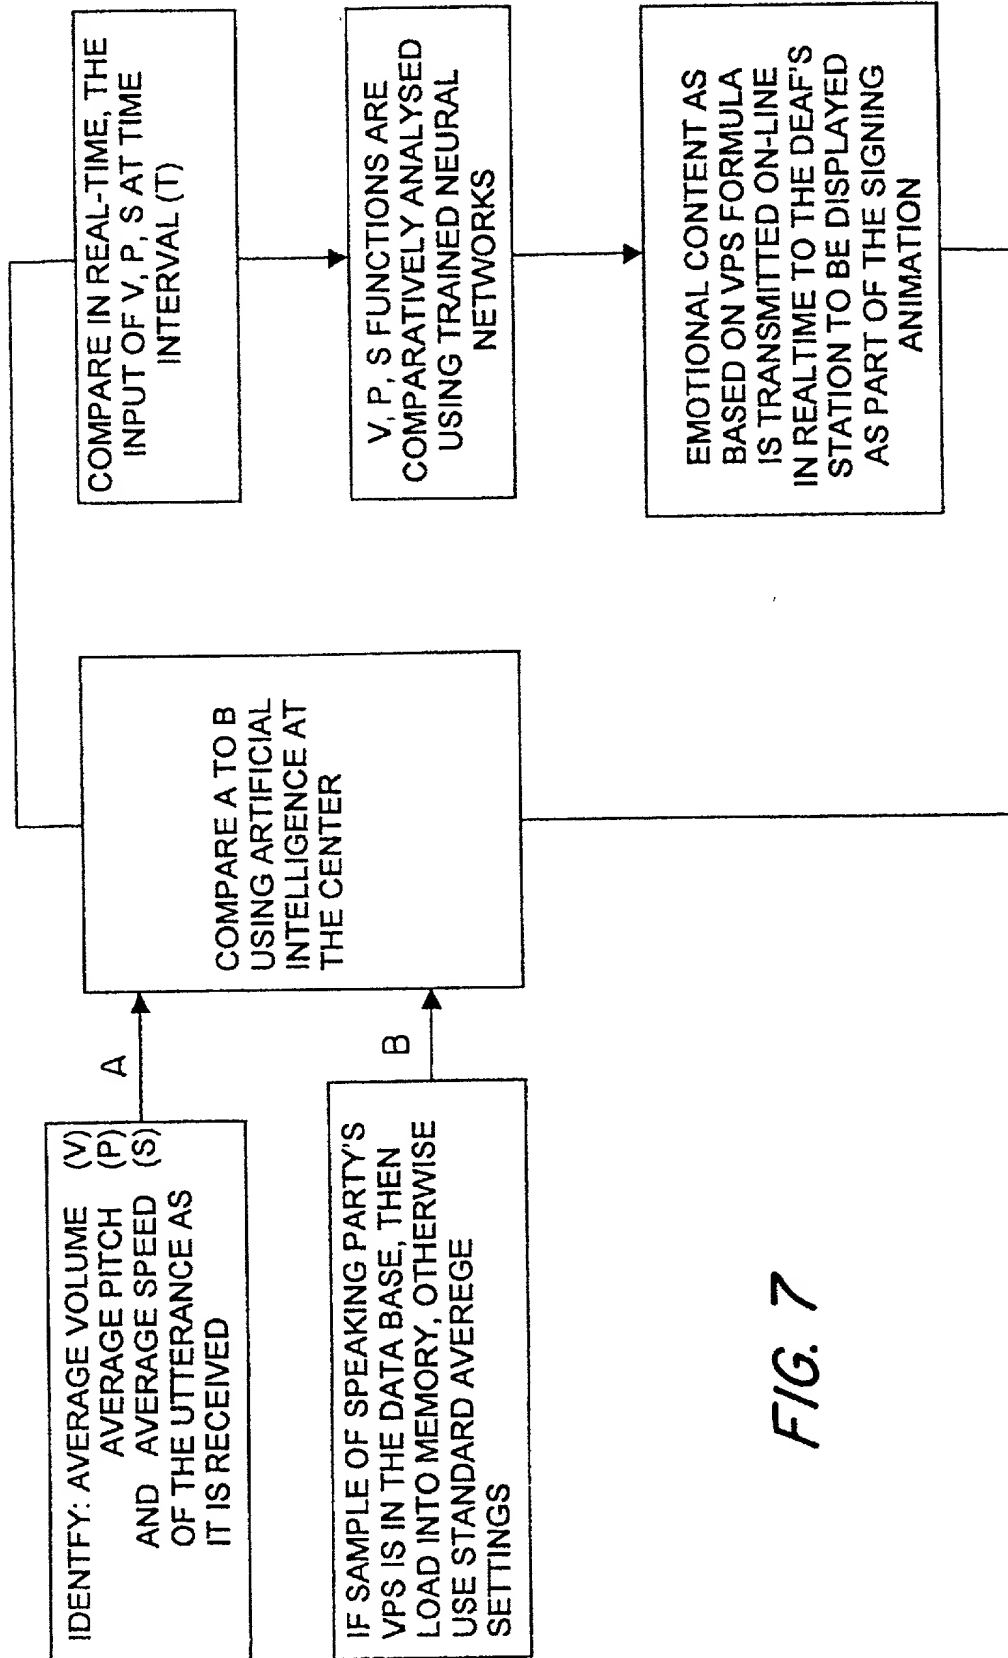 IDENTFY: AVERAGE VOLUME (V)
AVERAGE PITCH (P)
AND AVERAGE SPEED (S)
OF THE UTTERANCE AS
IT IS RECEIVED
A
IF SAMPLE OF SPEAKING PARTY'S
VPS IS IN THE DATA BASE, THEN
LOAD INTO MEMORY, OTHERWISE
USE STANDARD AVEREGE
SETTINGS
B
COMPARE A TO B
USING ARTIFICIAL
INTELLIGENCE AT
THE CENTER
COMPARE IN REAL-TIME, THE
INPUT OF V, P, S AT TIME
INTERVAL (T)
V, P, S FUNCTIONS ARE
COMPARATIVELY ANALYSED
USING TRAINED NEURAL
NETWORKS
EMOTIONAL CONTENT AS
BASED ON VPS FORMULA
IS TRANSMITTED ON-LINE
IN REALTIME TO THE DEAF'S
STATION TO BE DISPLAYED
AS PART OF THE SIGNING
ANIMATION
FIG. 7